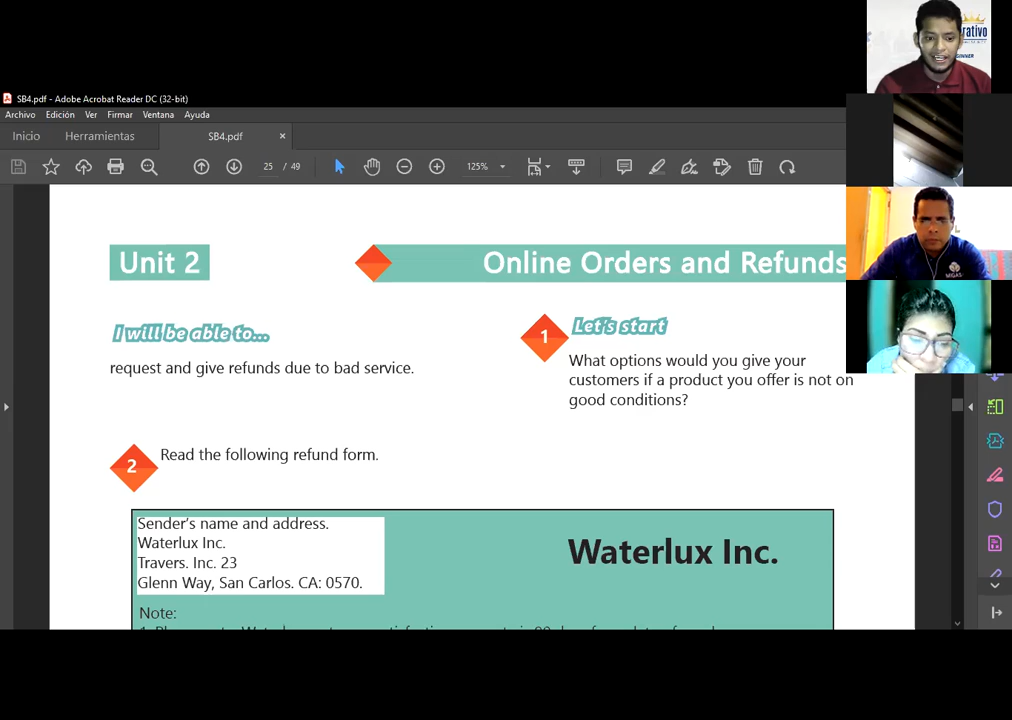 SB4.pdf - Adobe Acrobat Reader DC (32-bit)
Archivo Edición Ver Firmar Ventana Ayuda
Inicio Herramientas SB4.pdf ×
25 / 49 125%
Unit 2
Online Orders and Refunds
I will be able to...
request and give refunds due to bad service.
1 Let's start
What options would you give your
customers if a product you offer is not on
good conditions?
2 Read the following refund form.
Sender's name and address.
Waterlux Inc.
Travers. Inc. 23
Glenn Way, San Carlos. CA: 0570.
Waterlux Inc.
Note:
rativo
GINNER
MIGAS